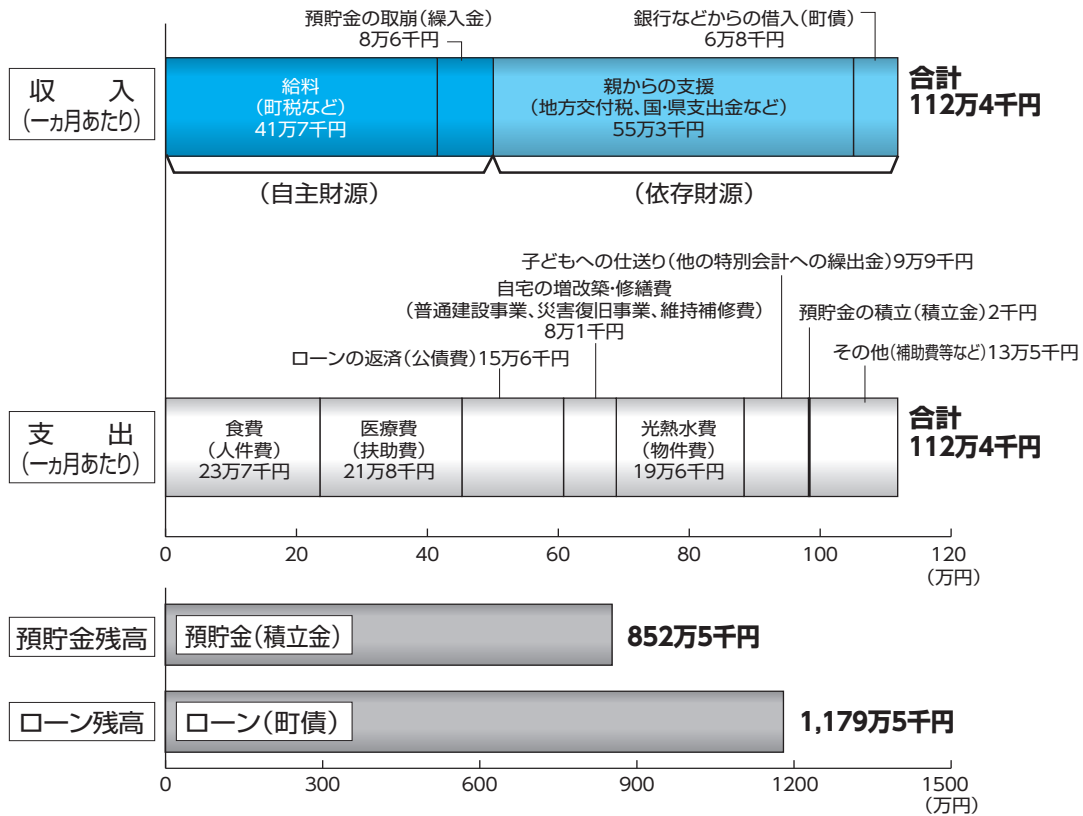 預貯金の取崩(繰入金)
8万6千円
銀行などからの借入(町債)
6万8千円
収　入
(一ヵ月あたり)
給料
(町税など)
41万7千円
親からの支援
(地方交付税、国・県支出金など)
55万3千円
合計
112万4千円
(自主財源)
(依存財源)
子どもへの仕送り(他の特別会計への繰出金)9万9千円
自宅の増改築・修繕費
(普通建設事業、災害復旧事業、維持補修費)
8万1千円
預貯金の積立(積立金)2千円
ローンの返済(公債費)15万6千円
その他(補助費等など)13万5千円
支　出
(一ヵ月あたり)
食費
(人件費)
23万7千円
医療費
(扶助費)
21万8千円
光熱水費
(物件費)
19万6千円
合計
112万4千円
0 20 40 60 80 100 120
(万円)
預貯金残高
預貯金(積立金)
852万5千円
ローン残高
ローン(町債)
1,179万5千円
0 300 600 900 1200 1500
(万円)